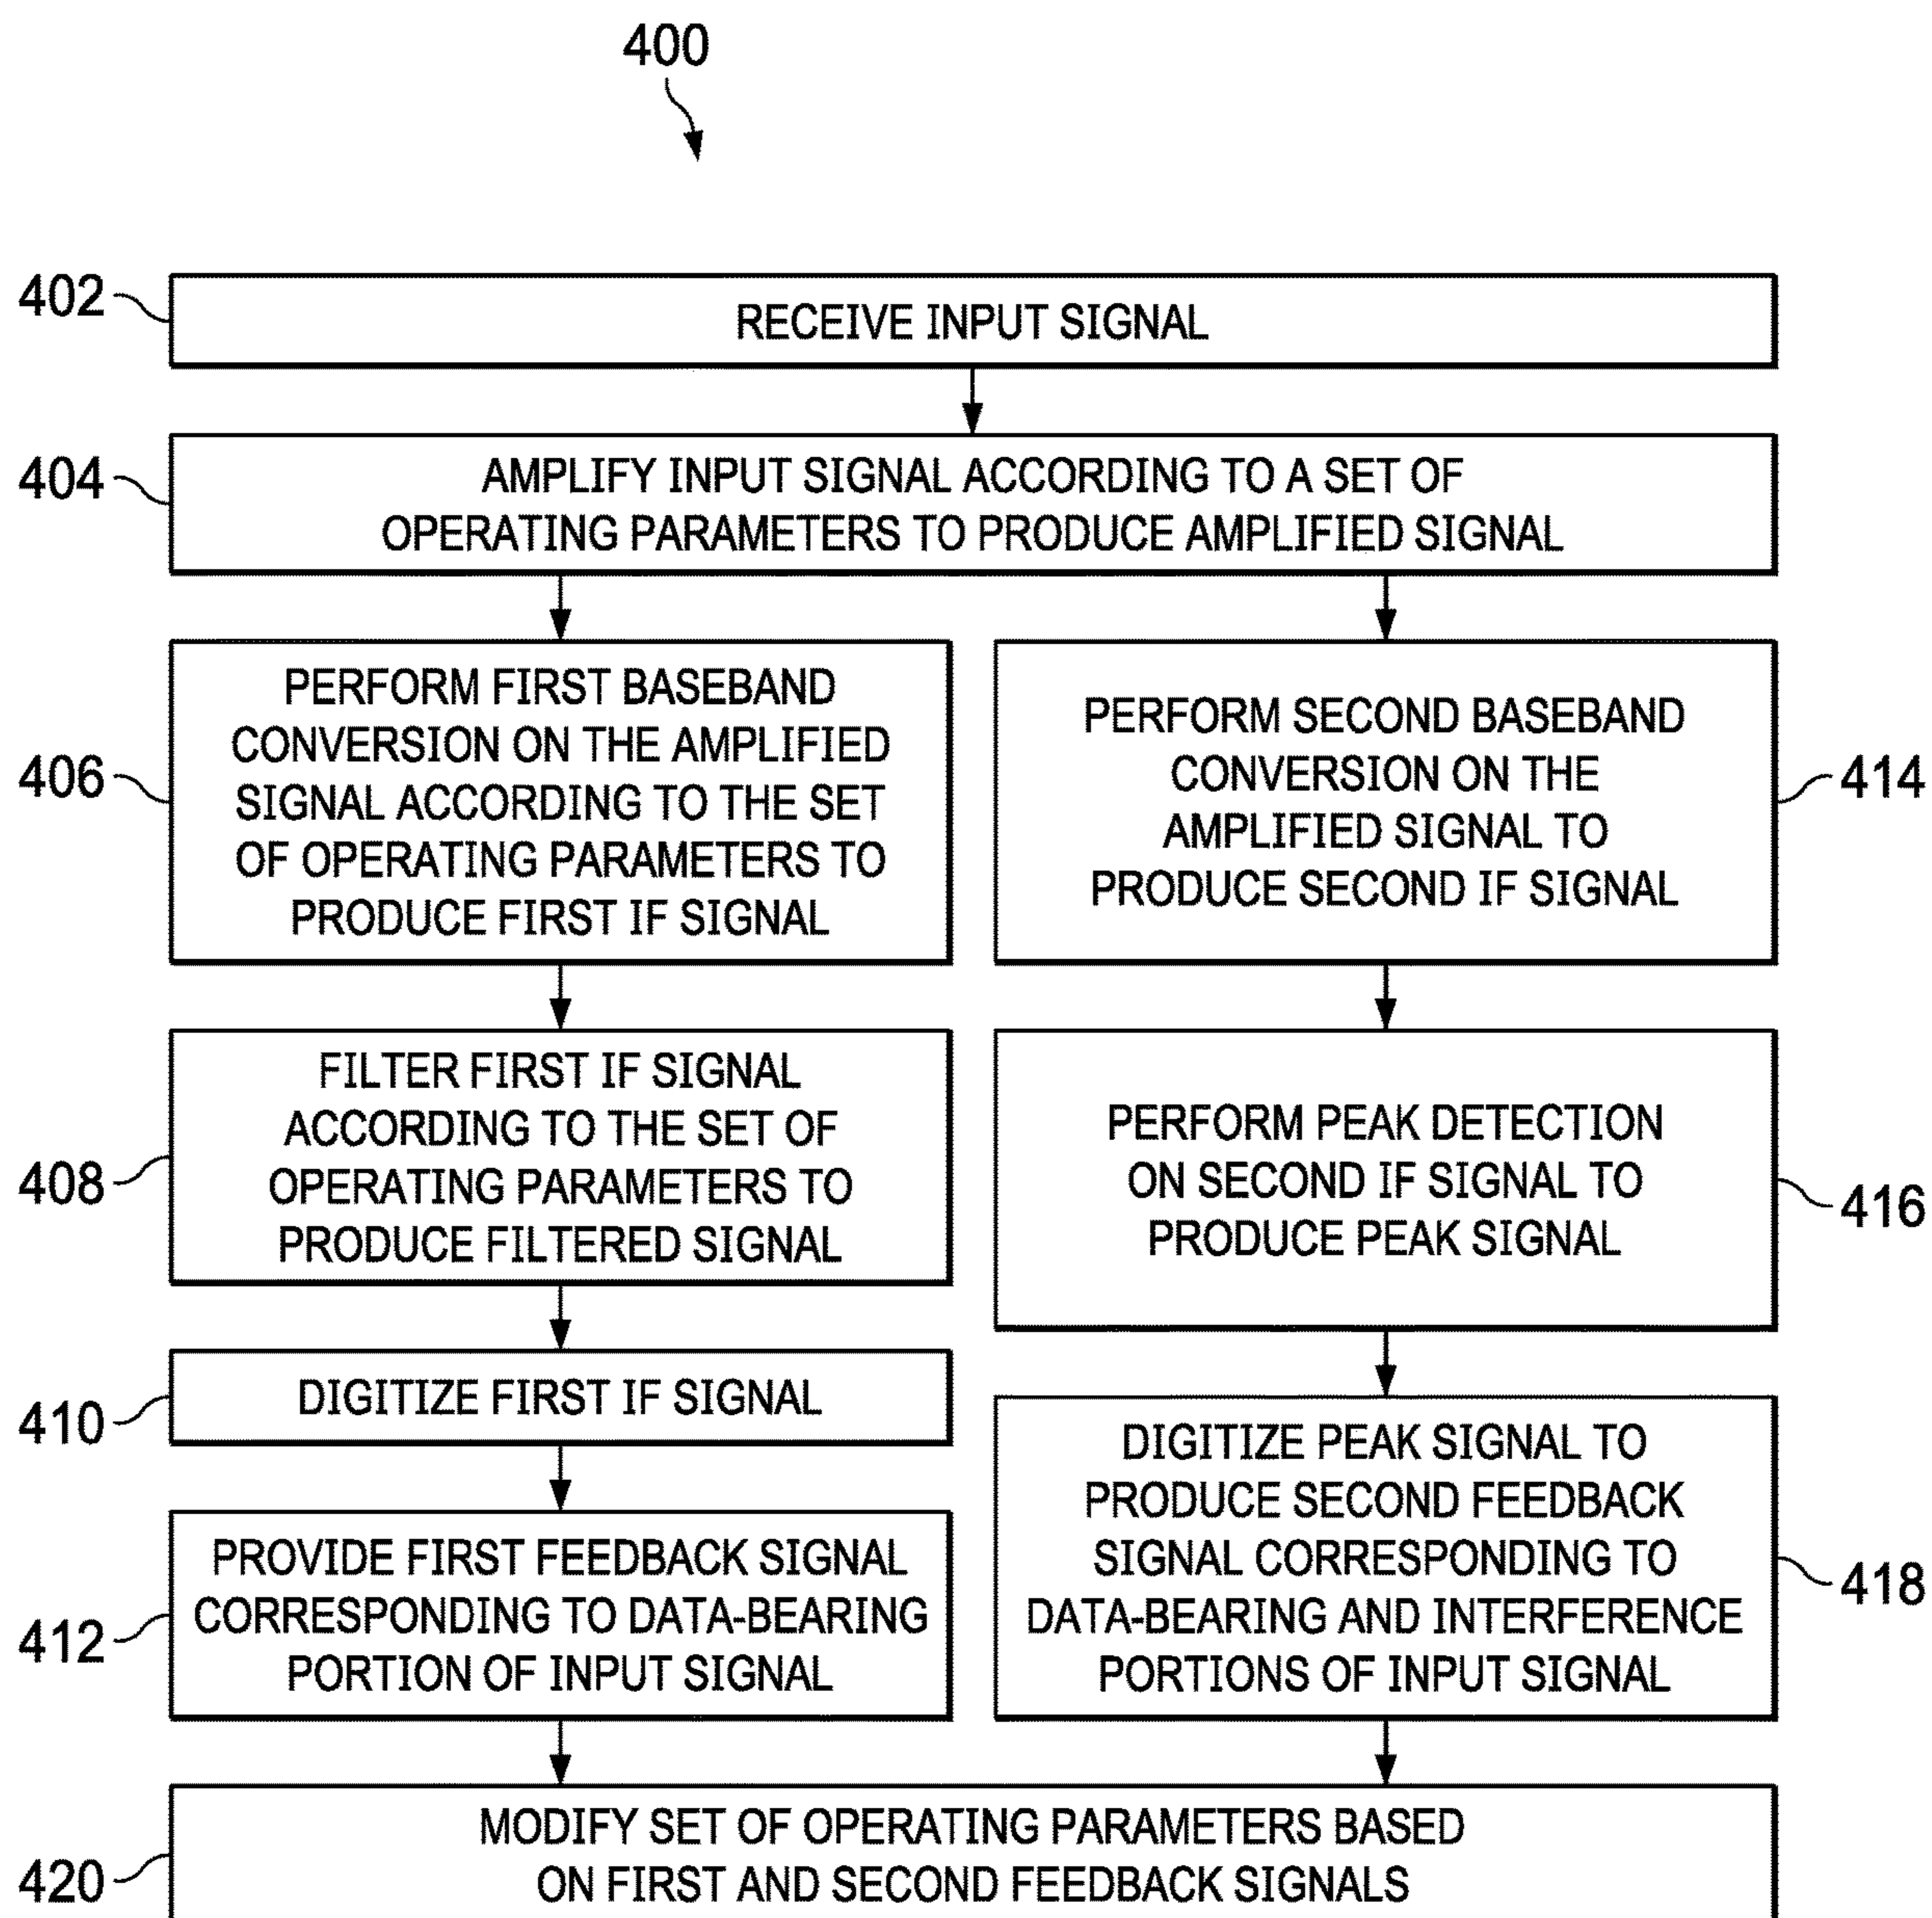 400
402
RECEIVE INPUT SIGNAL
404
AMPLIFY INPUT SIGNAL ACCORDING TO A SET OF
OPERATING PARAMETERS TO PRODUCE AMPLIFIED SIGNAL
406
PERFORM FIRST BASEBAND
CONVERSION ON THE AMPLIFIED
SIGNAL ACCORDING TO THE SET
OF OPERATING PARAMETERS TO
PRODUCE FIRST IF SIGNAL
PERFORM SECOND BASEBAND
CONVERSION ON THE
AMPLIFIED SIGNAL TO
PRODUCE SECOND IF SIGNAL
414
408
FILTER FIRST IF SIGNAL
ACCORDING TO THE SET OF
OPERATING PARAMETERS TO
PRODUCE FILTERED SIGNAL
PERFORM PEAK DETECTION
ON SECOND IF SIGNAL TO
PRODUCE PEAK SIGNAL
416
410
DIGITIZE FIRST IF SIGNAL
412
PROVIDE FIRST FEEDBACK SIGNAL
CORRESPONDING TO DATA-BEARING
PORTION OF INPUT SIGNAL
DIGITIZE PEAK SIGNAL TO
PRODUCE SECOND FEEDBACK
SIGNAL CORRESPONDING TO
DATA-BEARING AND INTERFERENCE
PORTIONS OF INPUT SIGNAL
418
420
MODIFY SET OF OPERATING PARAMETERS BASED
ON FIRST AND SECOND FEEDBACK SIGNALS